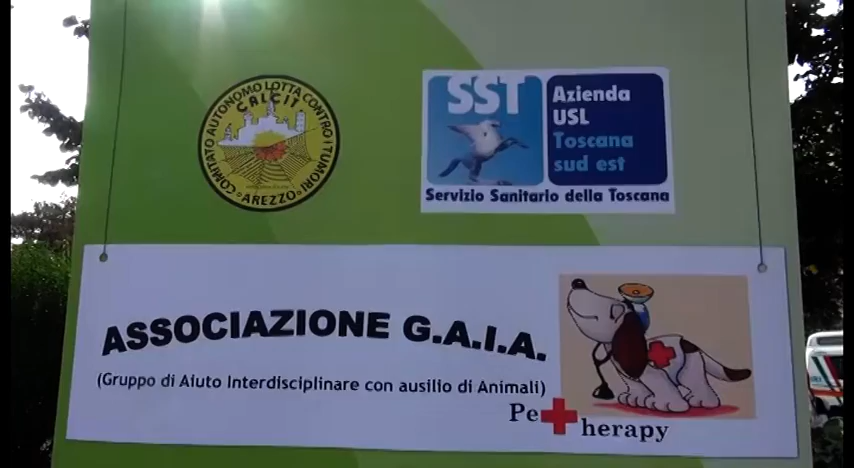 COMITATO AUTONOMO LOTTA CONTRO I TUMORI
CALCIT
AREZZO
SST
Azienda
USL
Toscana
sud est
Servizio Sanitario della Toscana
ASSOCIAZIONE G.A.I.A.
(Gruppo di Aiuto Interdisciplinare con ausilio di Animali)
Pe therapy